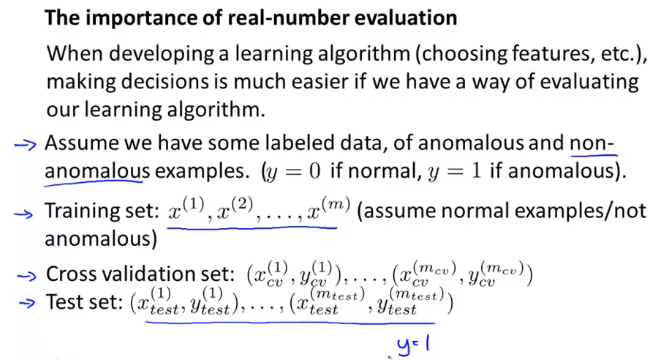 The importance of real-number evaluation
When developing a learning algorithm (choosing features, etc.),
making decisions is much easier if we have a way of evaluating
our learning algorithm.
→ Assume we have some labeled data, of anomalous and non-
anomalous examples. (y = 0 if normal, y = 1 if anomalous).
→ Training set: x^{(1)}, x^{(2)}, . . . , x^{(m)} (assume normal examples/not
anomalous)
→ Cross validation set: (x_{cv}^{(1)}, y_{cv}^{(1)}), . . . , (x_{cv}^{(m_{cv})}, y_{cv}^{(m_{cv})})
→ Test set: (x_{test}^{(1)}, y_{test}^{(1)}), . . . , (x_{test}^{(m_{test})}, y_{test}^{(m_{test})})
y=1